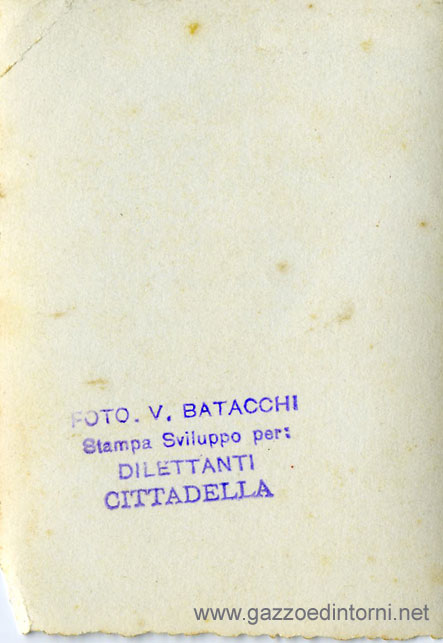 FOTO. V. BATACCHI
Stampa Sviluppo per:
DILETTANTI
CITTADELLA
www.gazzoedintorni.net